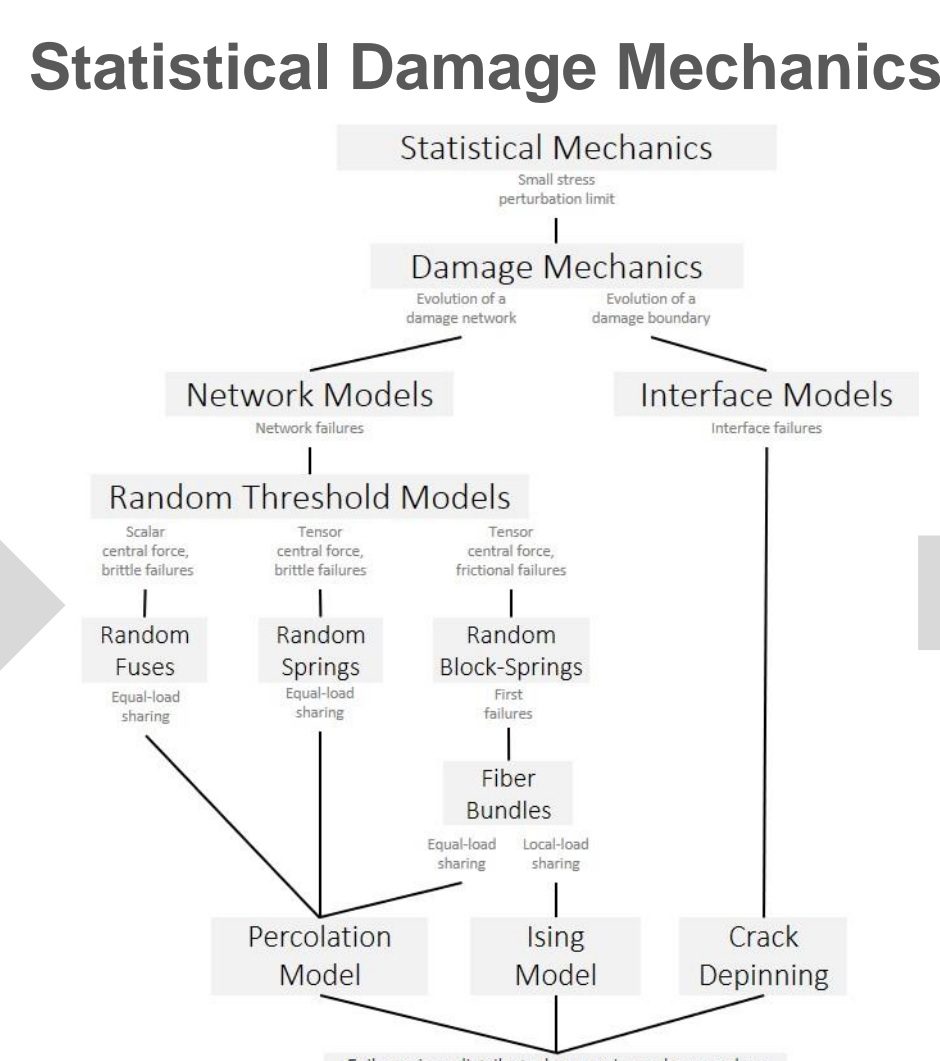 Statistical Damage Mechanics
Statistical Mechanics
Small stress
perturbation limit
Damage Mechanics
Evolution of a
damage network
Evolution of a
damage boundary
Network Models
Network failures
Interface Models
Interface failures
Random Threshold Models
Scalar
central force,
brittle failures
Tensor
central force,
brittle failures
Tensor
central force,
frictional failures
Random
Fuses
Equal-load
sharing
Random
Springs
Equal-load
sharing
Random
Block-Springs
First
failures
Fiber
Bundles
Equal-load
sharing
Local-load
sharing
Percolation
Model
Ising
Model
Crack
Depinning